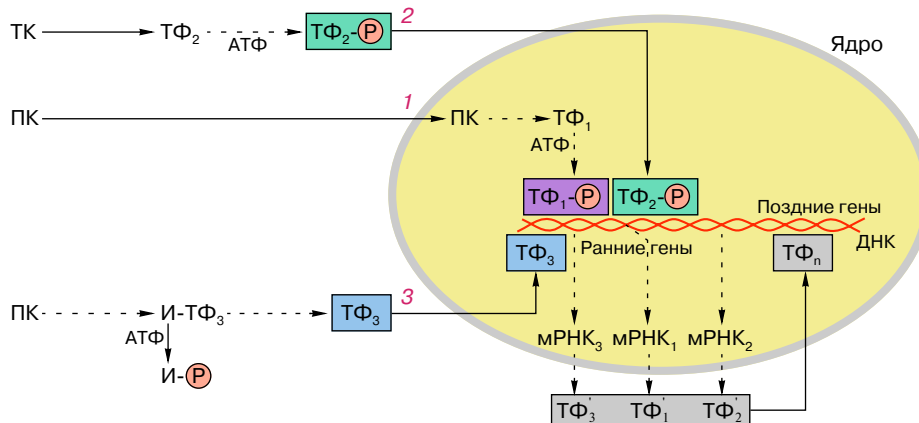 ТК ТФ₂ АТФ ТФ₂-Р 2
Ядро
ПК 1 ПК ТФ₁
АТФ
ТФ₁-Р ТФ₂-Р
Поздние гены
Ранние гены ДНК
ТФ₃ ТФₙ
ПК И-ТФ₃ ТФ₃ 3
АТФ
мРНК₃ мРНК₁ мРНК₂
И-Р
ТФ₃' ТФ₁' ТФ₂'